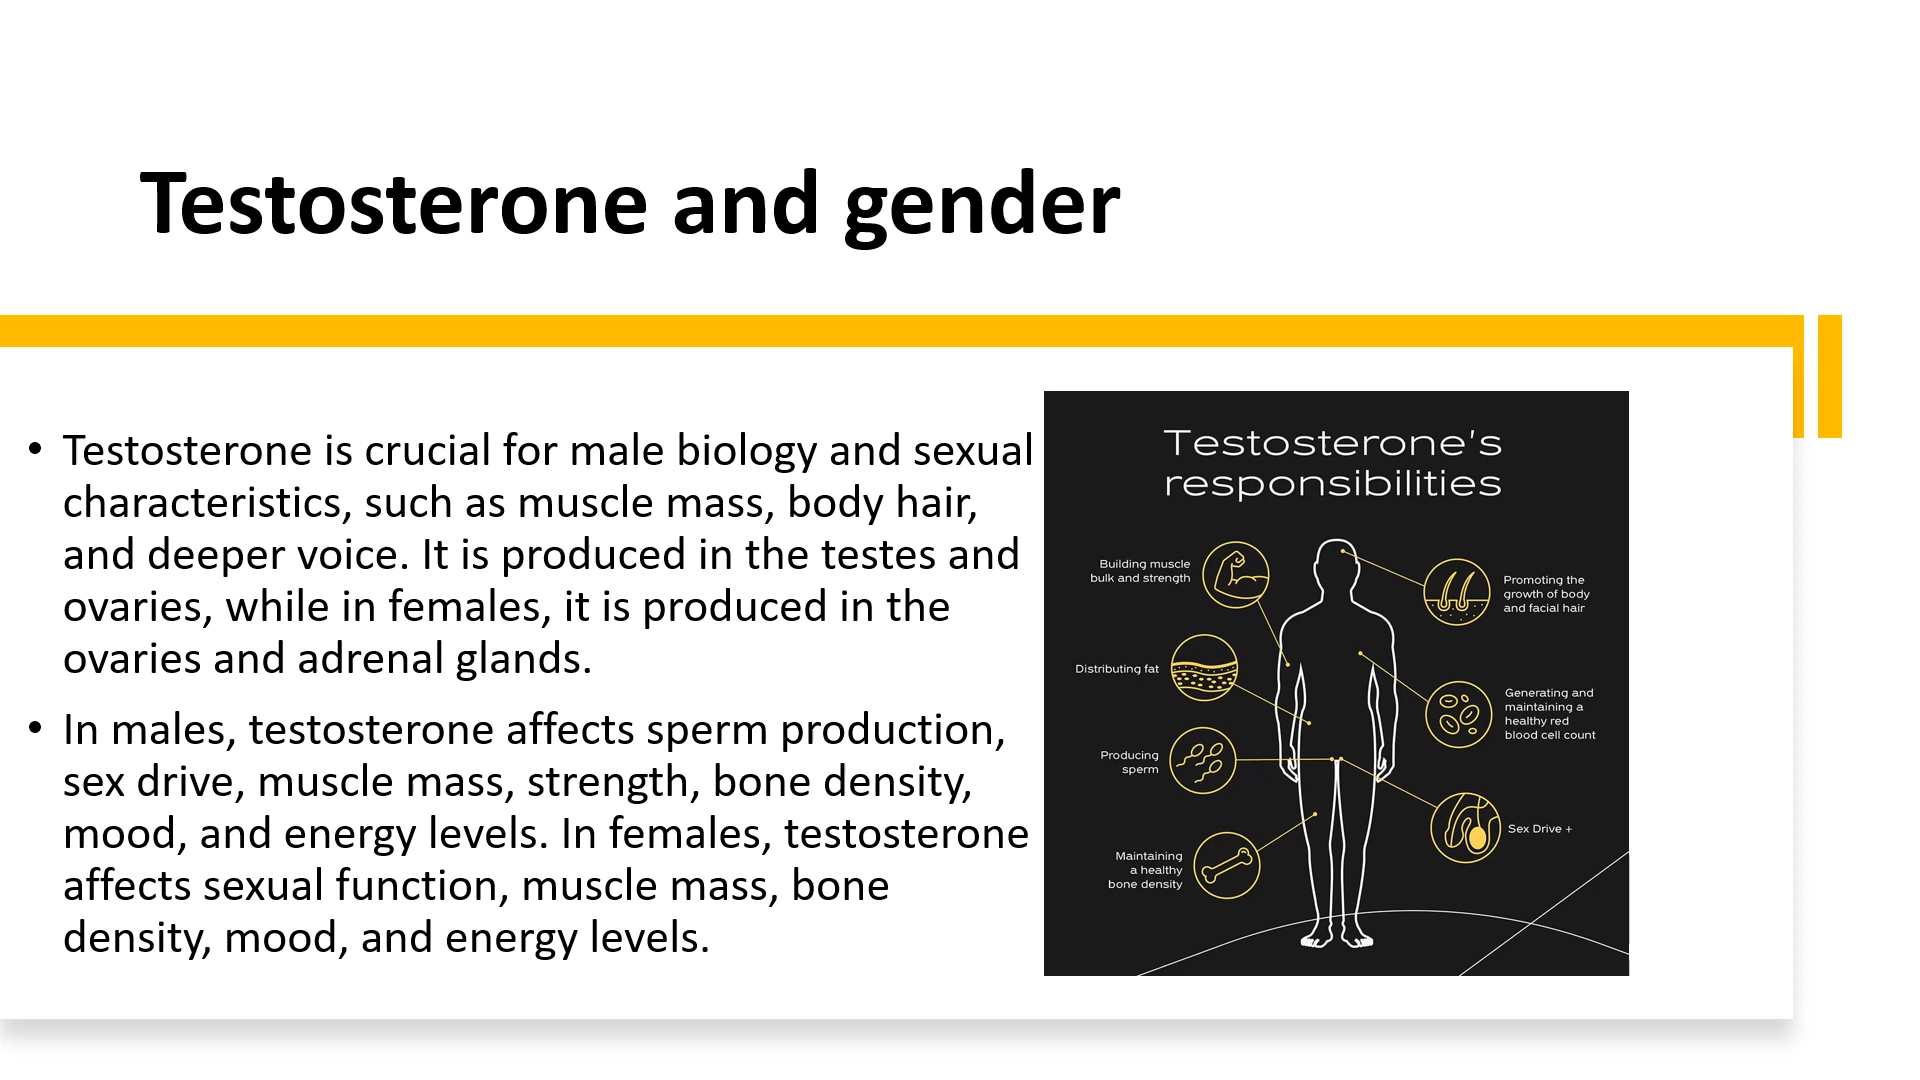 Testosterone and gender
• Testosterone is crucial for male biology and sexual
characteristics, such as muscle mass, body hair,
and deeper voice. It is produced in the testes and
ovaries, while in females, it is produced in the
ovaries and adrenal glands.
• In males, testosterone affects sperm production,
sex drive, muscle mass, strength, bone density,
mood, and energy levels. In females, testosterone
affects sexual function, muscle mass, bone
density, mood, and energy levels.
Testosterone's
responsibilities
Building muscle
bulk and strength
Distributing fat
Producing
sperm
Maintaining
a healthy
bone density
Promoting the
growth of body
and facial hair
Generating and
maintaining a
healthy red
blood cell count
Sex Drive +